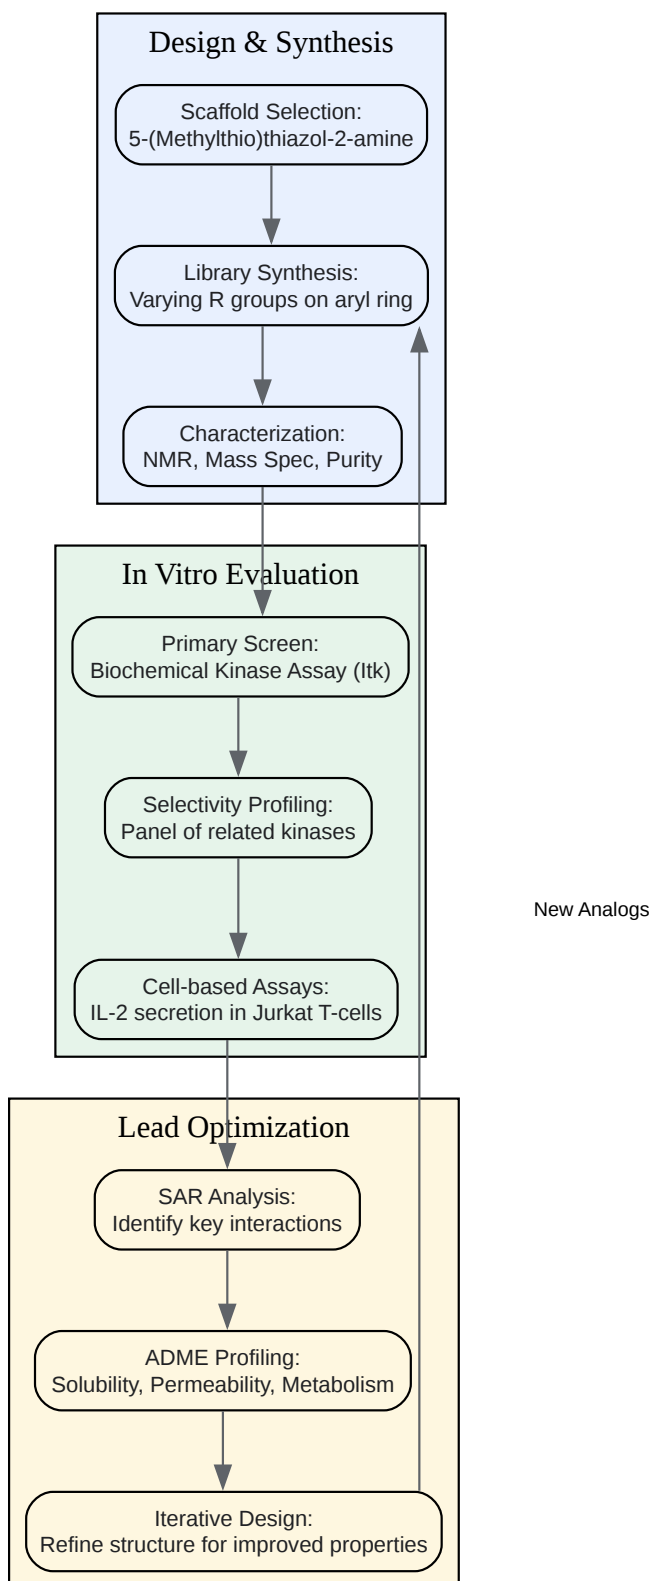 Design & Synthesis
Scaffold Selection:
5-(Methylthio)thiazol-2-amine
Library Synthesis:
Varying R groups on aryl ring
Characterization:
NMR, Mass Spec, Purity
In Vitro Evaluation
Primary Screen:
Biochemical Kinase Assay (Itk)
Selectivity Profiling:
Panel of related kinases
New Analogs
Cell-based Assays:
IL-2 secretion in Jurkat T-cells
Lead Optimization
SAR Analysis:
Identify key interactions
ADME Profiling:
Solubility, Permeability, Metabolism
Iterative Design:
Refine structure for improved properties